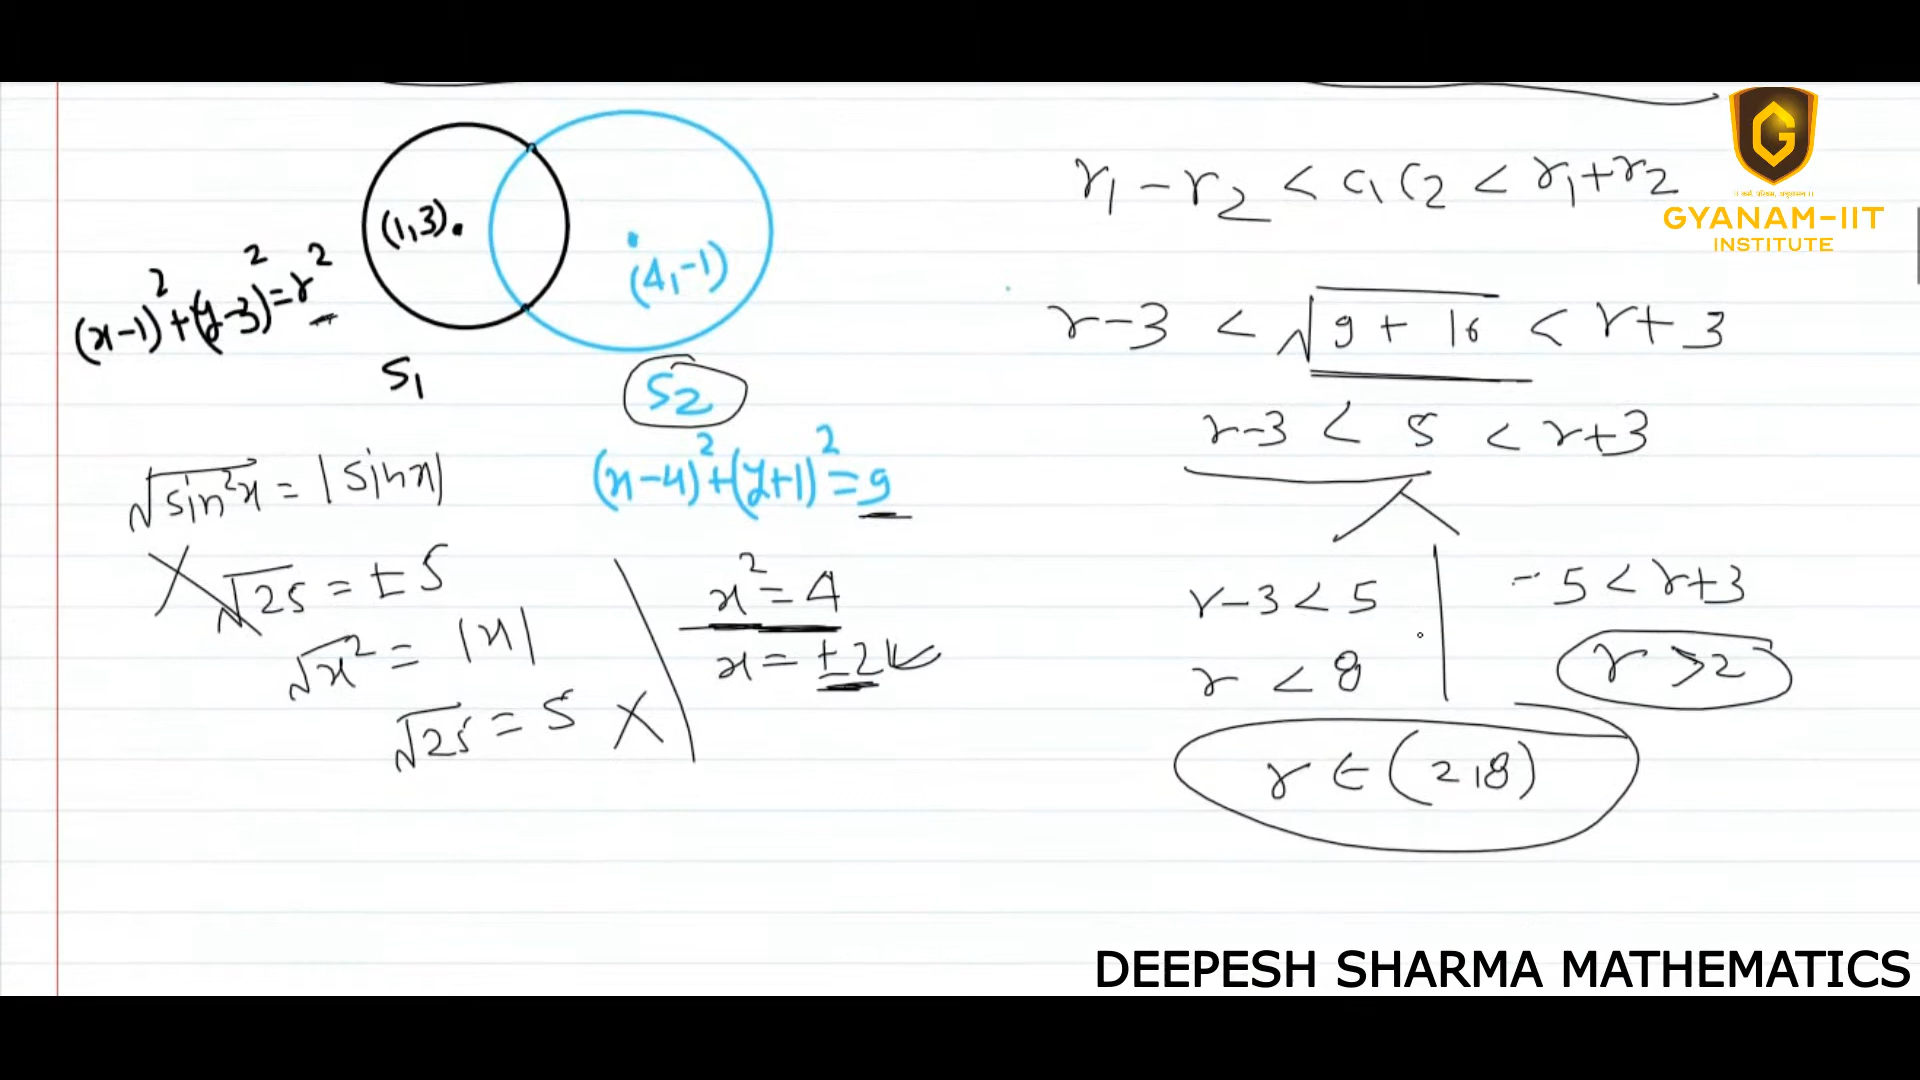 (1,3)
(4,-1)
(x-1)²+(y-3)²=r²
S1
S2
(x-4)²+(y+1)²=9
√sin²x = |sinx|
√25 = ±5
√x² = |x|
√25 = 5 X
x²=4
x= ±2
r1-r2 < c1c2 < r1+r2
r-3 < √9+16 < r+3
r-3 < 5 < r+3
r-3<5
r < 8
5<r+3
r >2
r ∈ (2,8)
G
GYANAM-IIT
INSTITUTE
DEEPESH SHARMA MATHEMATICS